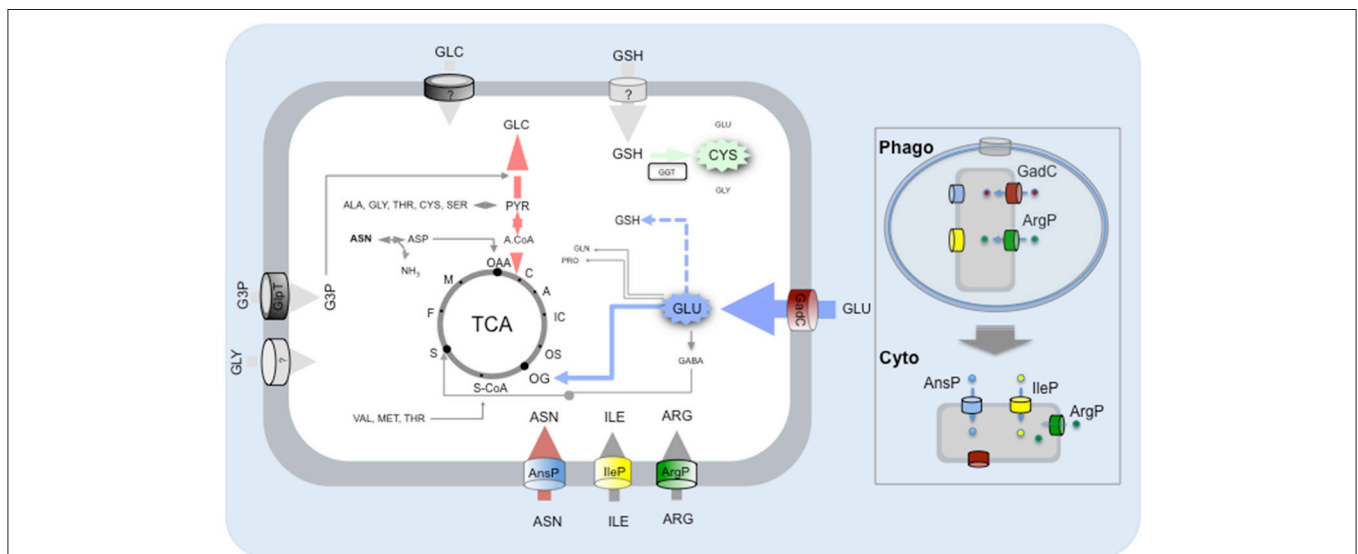 GLC
GSH
?
?
GLC
GLU
GSH
CYS
GGT
GLY
ALA, GLY, THR, CYS, SER
PYR
GSH
ASN
ASP
A.CoA
GLN
PRO
NH3
OAA
C
M
A
G3P
GlpT
G3P
F
TCA
IC
GLU
GadC
GLU
S
OS
GABA
OG
GLY
?
S-CoA
VAL, MET, THR
ASN
ILE
ARG
AnsP
IleP
ArgP
ASN
ILE
ARG
Phago
GadC
ArgP
Cyto
AnsP
IleP
ArgP